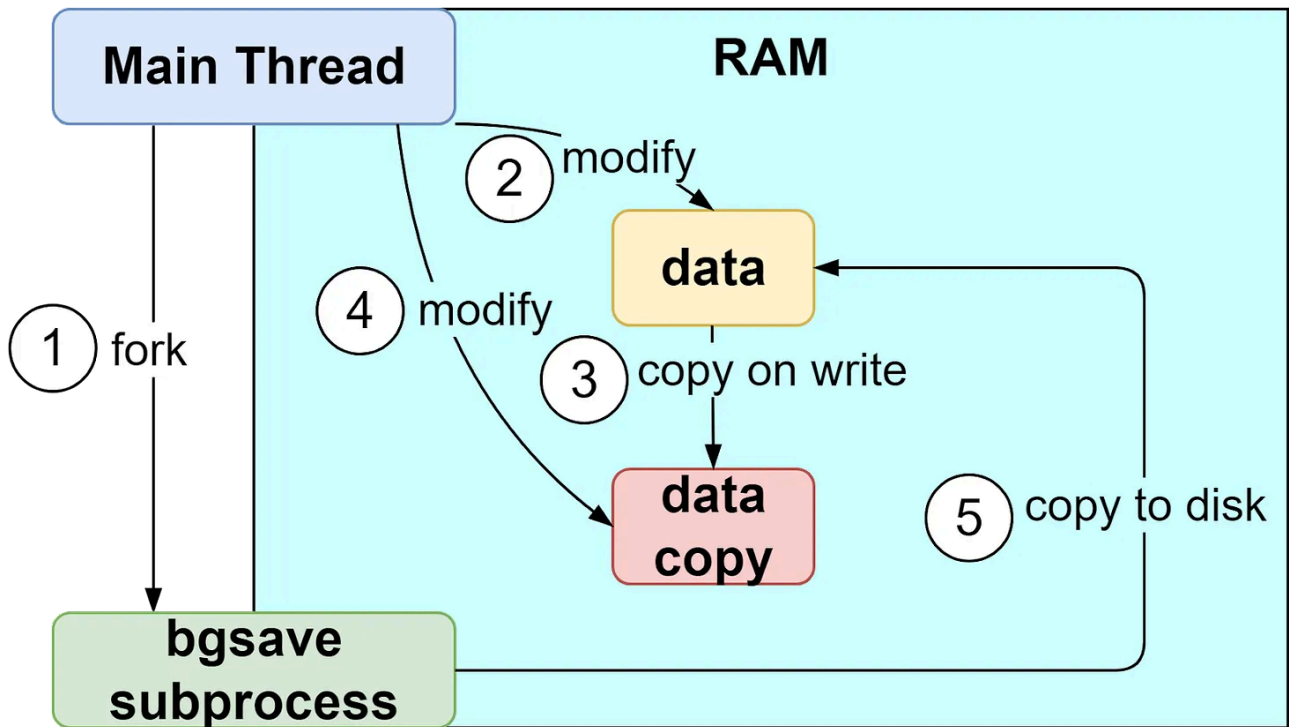 Main Thread
RAM
2
modify
data
4
modify
1
fork
3
copy on write
data
copy
5
copy to disk
bgsave
subprocess